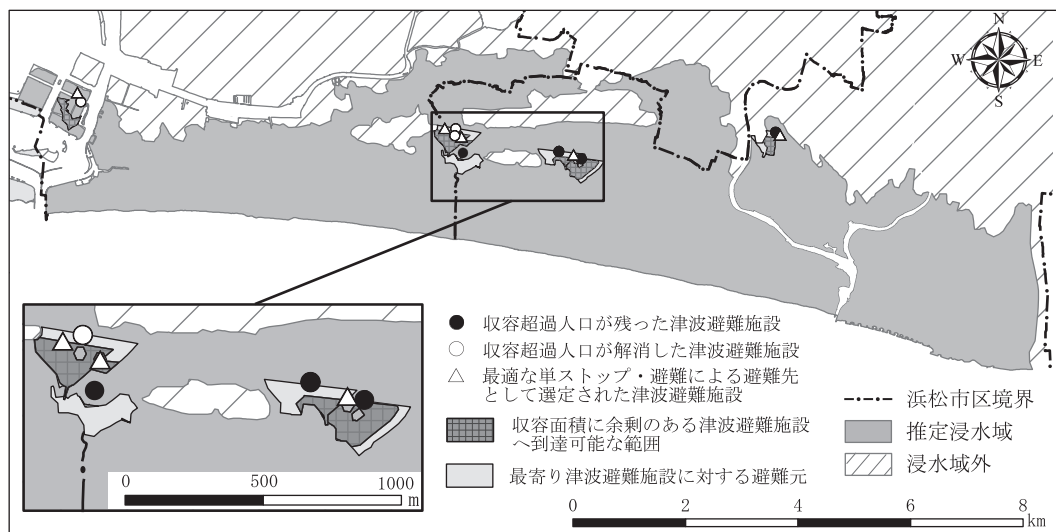 N
W E
S
● 収容超過人口が残った津波避難施設
○ 収容超過人口が解消した津波避難施設
△ 最適な単ストップ・避難による避難先
として選定された津波避難施設
収容面積に余剰のある津波避難施設
へ到達可能な範囲
最寄り津波避難施設に対する避難元
浜松市区境界
推定浸水域
浸水域外
0 500 1000
m
0 2 4 6 8
km